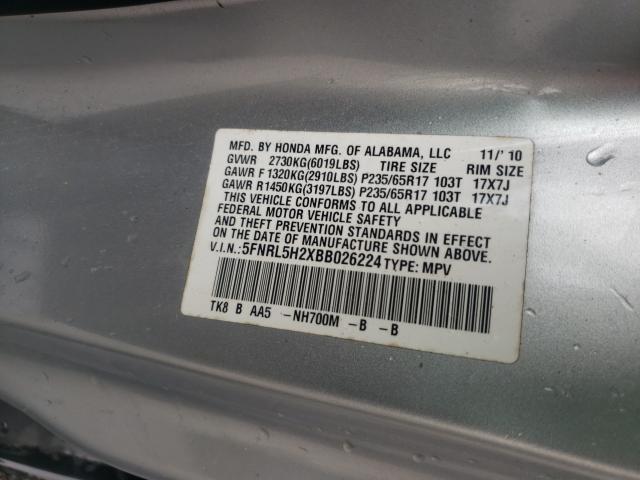 MFD. BY HONDA MFG. OF ALABAMA, LLC 11/'10
GVWR 2730KG(6019LBS) TIRE SIZE RIM SIZE
GAWR F 1320KG(2910LBS) P235/65R17 103T 17X7J
GAWR R 1450KG(3197LBS) P235/65R17 103T 17X7J
THIS VEHICLE CONFORMS TO ALL APPLICABLE
FEDERAL MOTOR VEHICLE SAFETY
AND THEFT PREVENTION STANDARDS IN EFFECT
ON THE DATE OF MANUFACTURE SHOWN ABOVE.
V.I.N.: 5FNRL5H2XBB026224 TYPE: MPV
TK8 B AA5 -NH700M -B -B